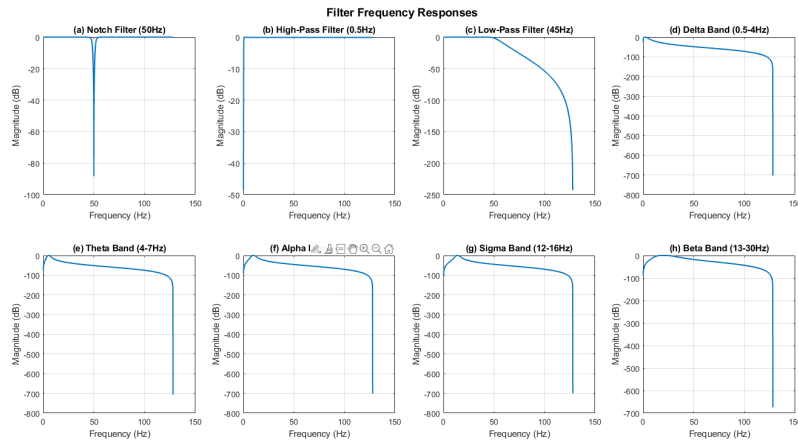 Filter Frequency Responses
(a) Notch Filter (50Hz)
0
-20
-40
-60
-80
-100
Magnitude (dB)
0 50 100 150
Frequency (Hz)
(b) High-Pass Filter (0.5Hz)
0
-10
-20
-30
-40
-50
Magnitude (dB)
0 50 100 150
Frequency (Hz)
(c) Low-Pass Filter (45Hz)
0
-50
-100
-150
-200
-250
Magnitude (dB)
0 50 100 150
Frequency (Hz)
(d) Delta Band (0.5-4Hz)
0
-100
-200
-300
-400
-500
-600
-700
-800
Magnitude (dB)
0 50 100 150
Frequency (Hz)
(e) Theta Band (4-7Hz)
0
-100
-200
-300
-400
-500
-600
-700
-800
Magnitude (dB)
0 50 100 150
Frequency (Hz)
(f) Alpha
0
-100
-200
-300
-400
-500
-600
-700
-800
Magnitude (dB)
0 50 100 150
Frequency (Hz)
(g) Sigma Band (12-16Hz)
0
-100
-200
-300
-400
-500
-600
-700
-800
Magnitude (dB)
0 50 100 150
Frequency (Hz)
(h) Beta Band (13-30Hz)
0
-100
-200
-300
-400
-500
-600
-700
Magnitude (dB)
0 50 100 150
Frequency (Hz)